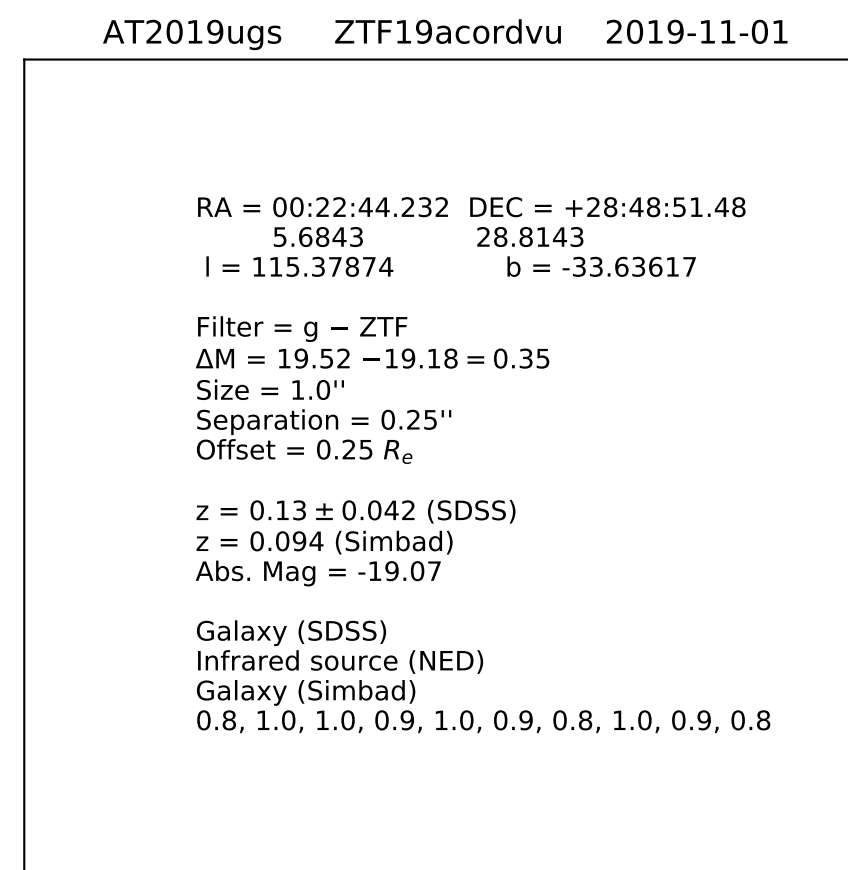 AT2019ugs ZTF19acordvu 2019-11-01
RA = 00:22:44.232 DEC = +28:48:51.48
5.6843 28.8143
l = 115.37874 b = -33.63617
Filter = g − ZTF
ΔM = 19.52 −19.18 = 0.35
Size = 1.0''
Separation = 0.25''
Offset = 0.25 Re
z = 0.13 ± 0.042 (SDSS)
z = 0.094 (Simbad)
Abs. Mag = -19.07
Galaxy (SDSS)
Infrared source (NED)
Galaxy (Simbad)
0.8, 1.0, 1.0, 0.9, 1.0, 0.9, 0.8, 1.0, 0.9, 0.8